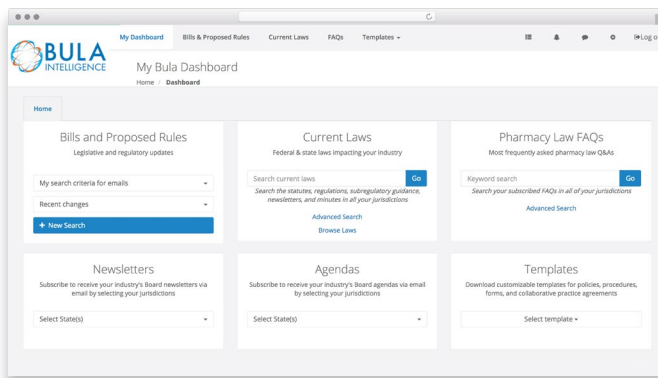 My Dashboard
Bills & Proposed Rules
Current Laws
FAQs
Templates
Log o
BULA
INTELLIGENCE
My Bula Dashboard
Home / Dashboard
Home
Bills and Proposed Rules
Legislative and regulatory updates
My search criteria for emails
Recent changes
+ New Search
Current Laws
Federal & state laws impacting your industry
Search current laws
Go
Search the statutes, regulations, subregulatory guidance,
newsletters, and minutes in all your jurisdictions
Advanced Search
Browse Laws
Pharmacy Law FAQs
Most frequently asked pharmacy law Q&As
Keyword search
Go
Search your subscribed FAQs in all of your jurisdictions
Advanced Search
Newsletters
Subscribe to receive your industry's Board newsletters via
email by selecting your jurisdictions
Select State(s)
Agendas
Subscribe to receive your industry's Board agendas via email
by selecting your jurisdictions
Select State(s)
Templates
Download customizable templates for policies, procedures,
forms, and collaborative practice agreements
Select template